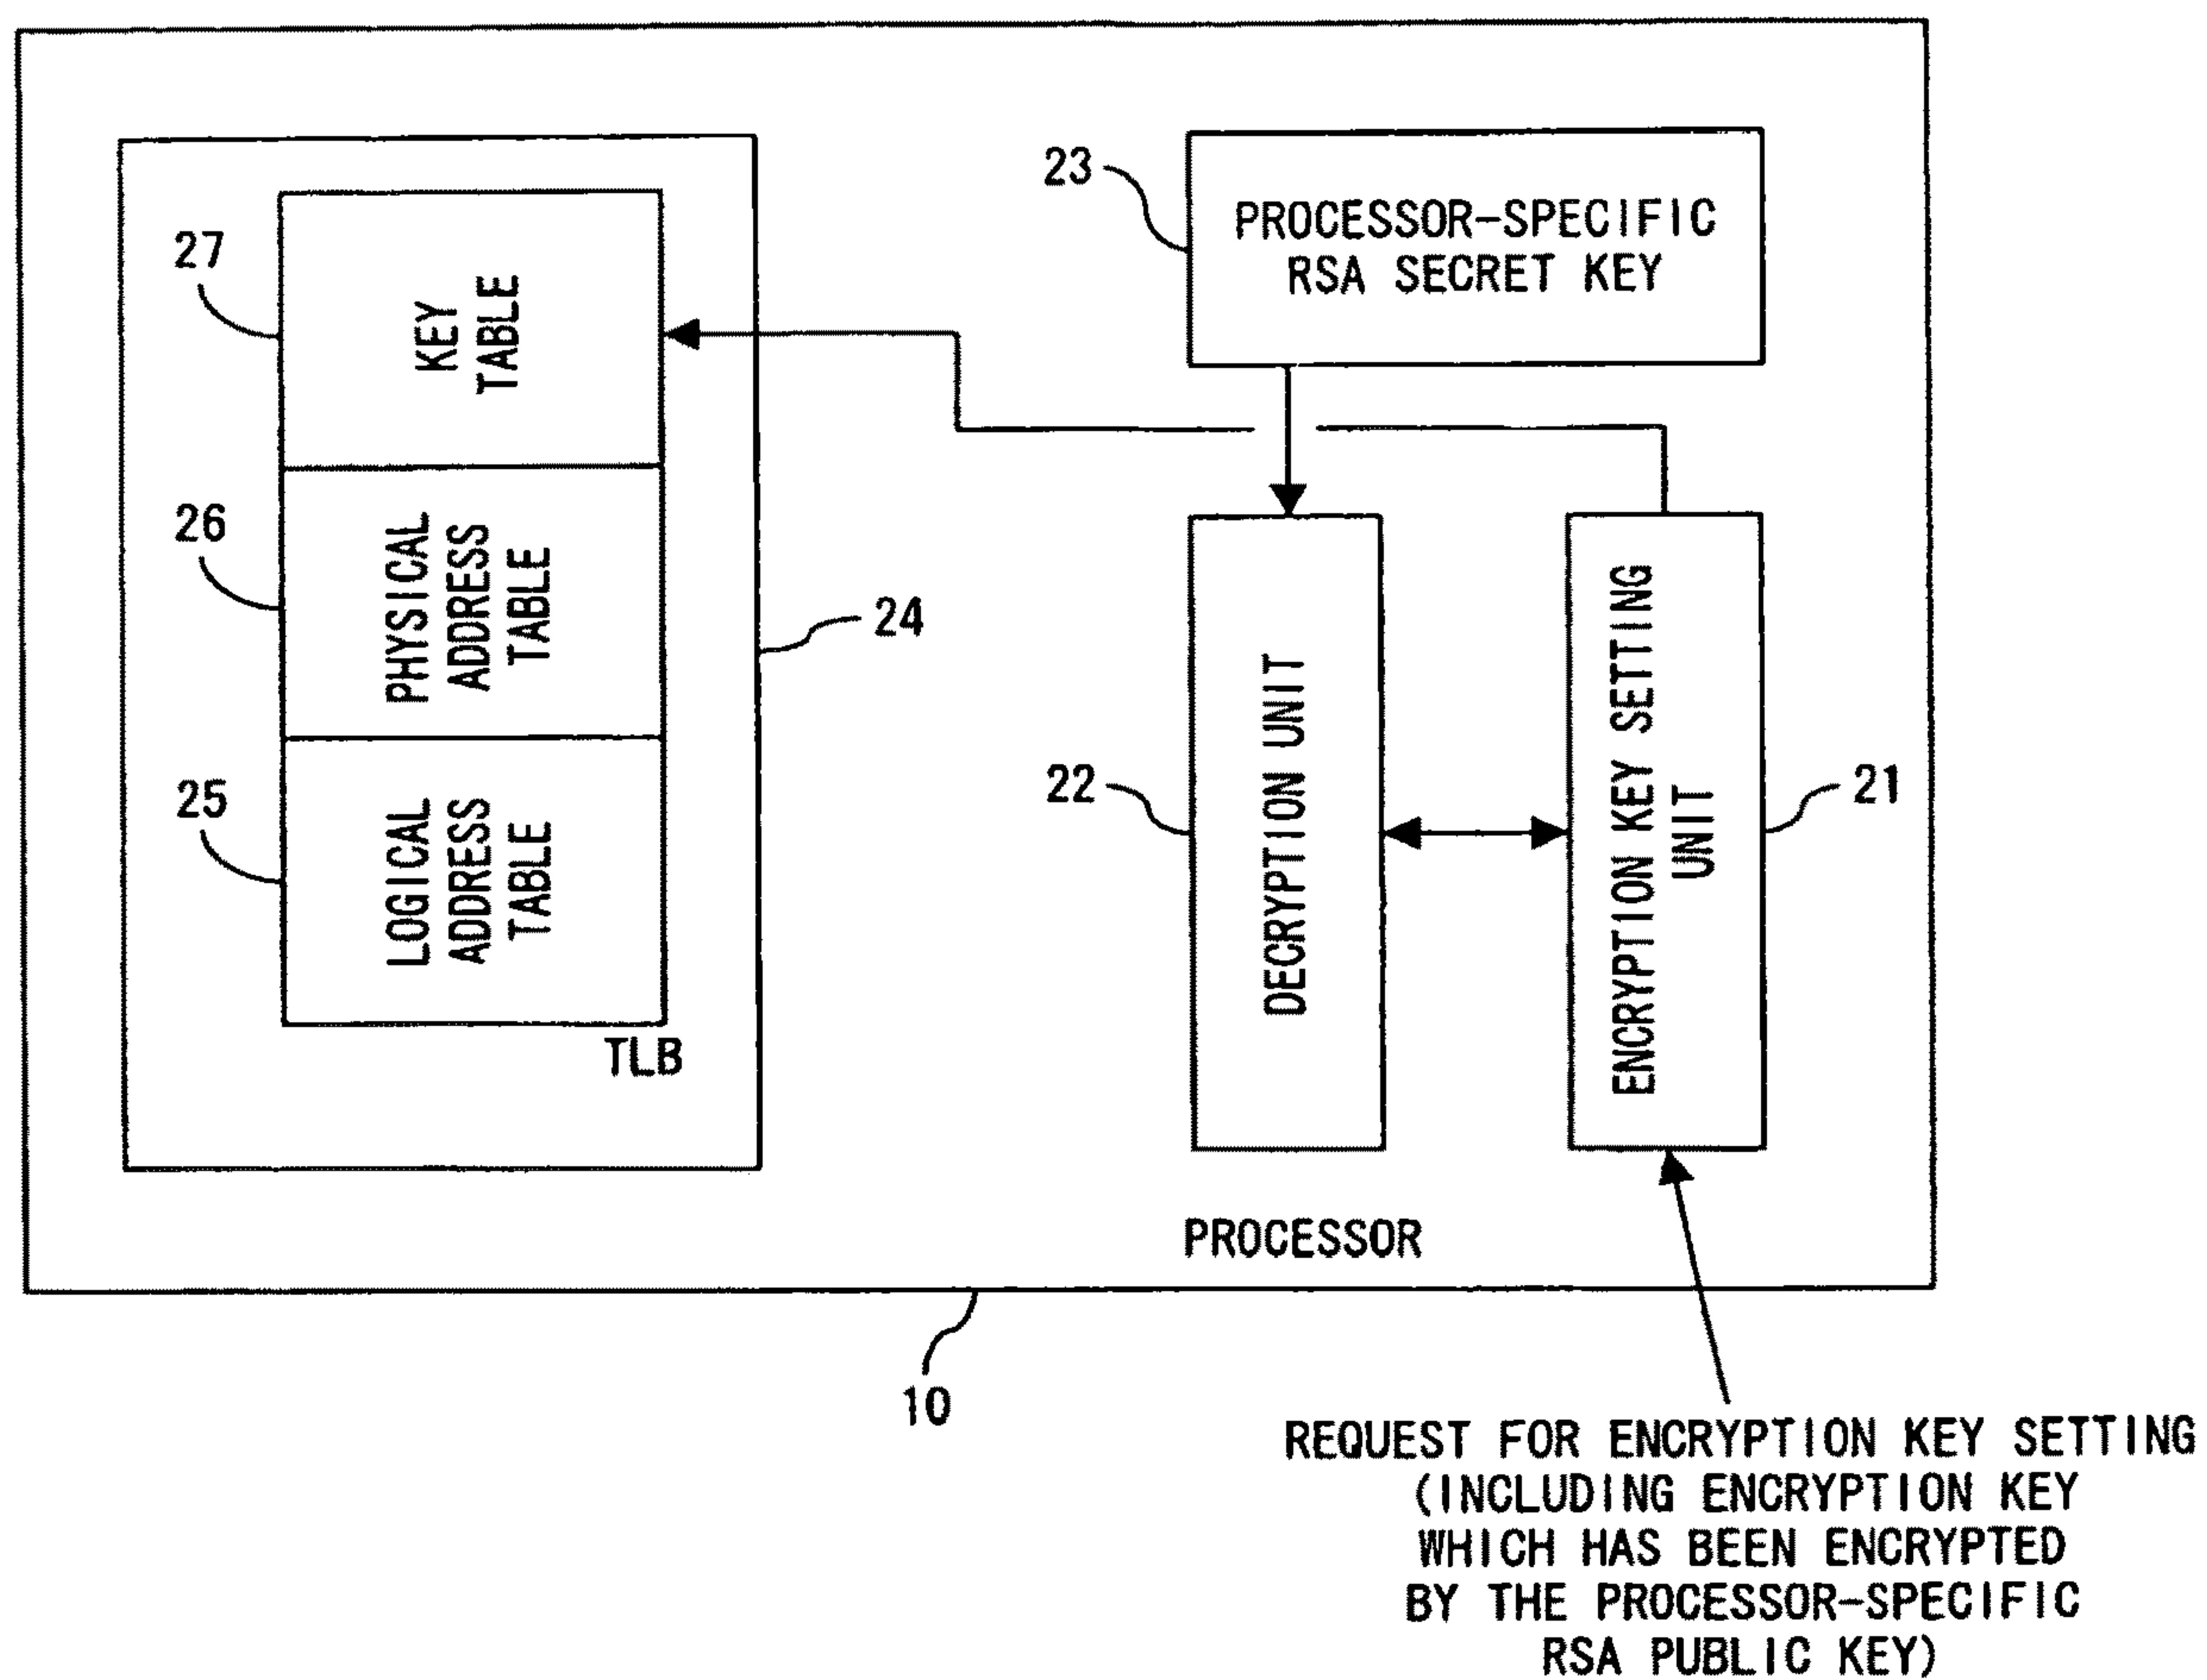 23
PROCESSOR-SPECIFIC
RSA SECRET KEY
27
KEY
TABLE
26
PHYSICAL
ADDRESS
TABLE
24
25
LOGICAL
ADDRESS
TABLE
TLB
22
DECRYPTION UNIT
ENCRYPTION KEY SETTING
UNIT
21
PROCESSOR
10
REQUEST FOR ENCRYPTION KEY SETTING
(INCLUDING ENCRYPTION KEY
WHICH HAS BEEN ENCRYPTED
BY THE PROCESSOR-SPECIFIC
RSA PUBLIC KEY)